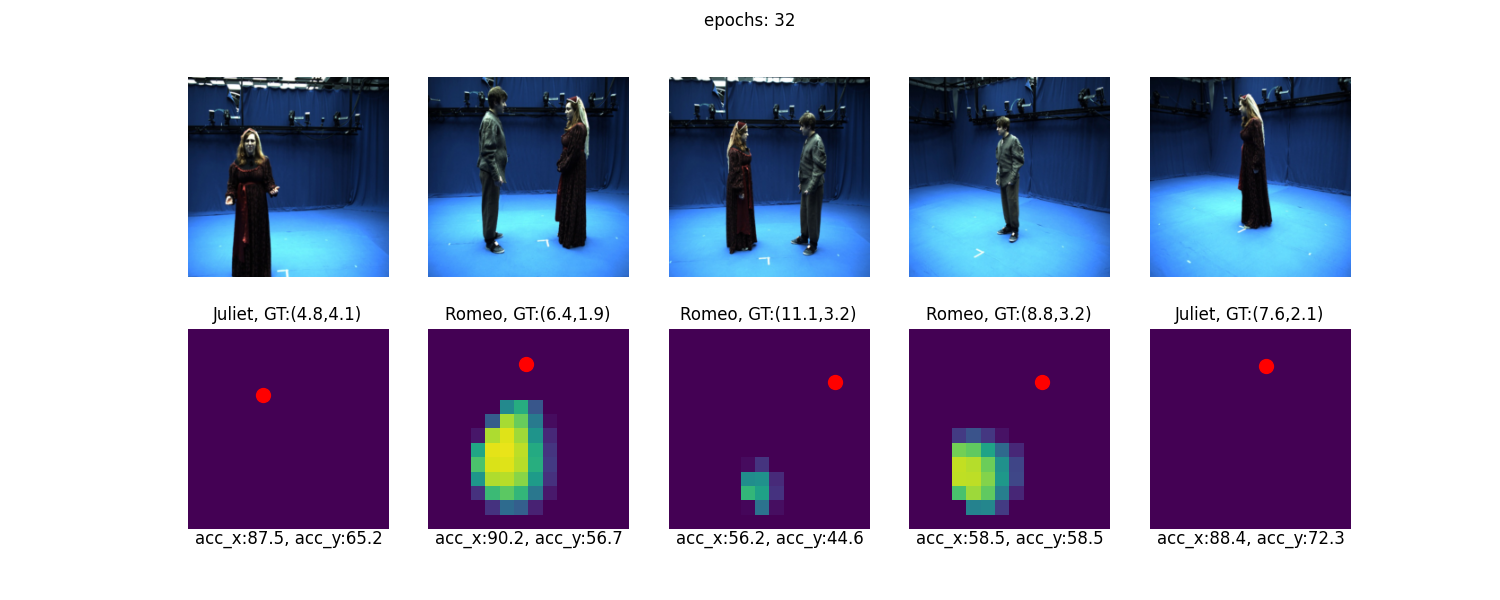 epochs: 32
Juliet, GT:(4.8,4.1)
Romeo, GT:(6.4,1.9)
Romeo, GT:(11.1,3.2)
Romeo, GT:(8.8,3.2)
Juliet, GT:(7.6,2.1)
acc_x:87.5, acc_y:65.2
acc_x:90.2, acc_y:56.7
acc_x:56.2, acc_y:44.6
acc_x:58.5, acc_y:58.5
acc_x:88.4, acc_y:72.3